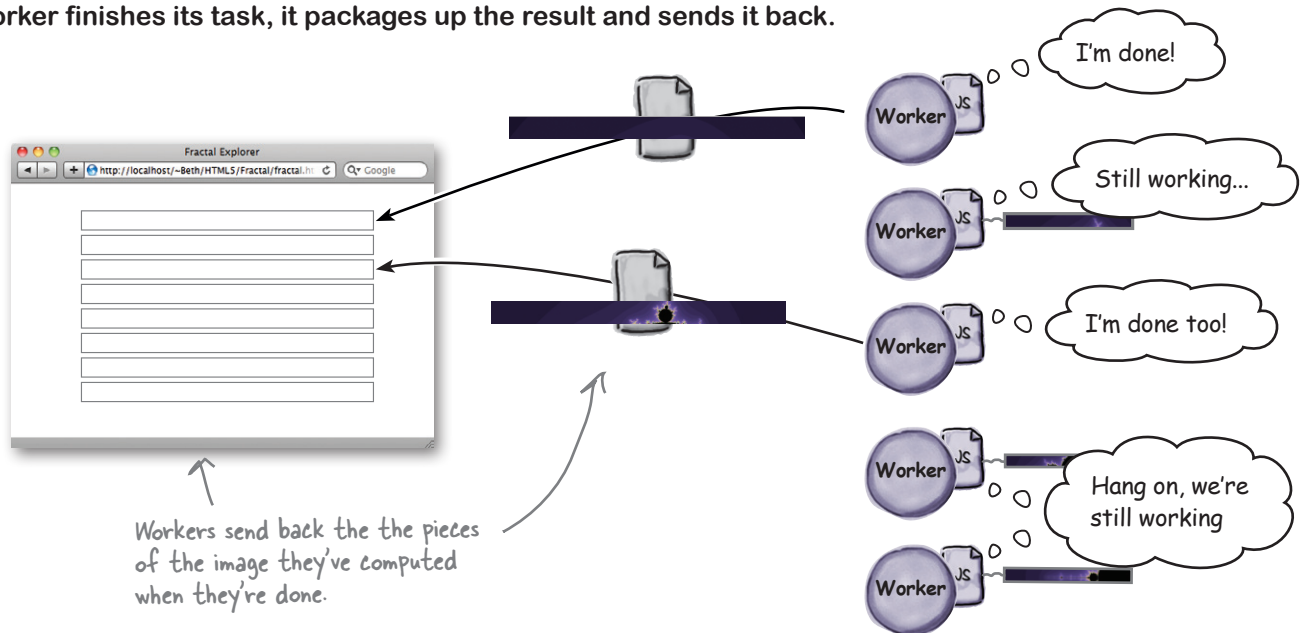 orker finishes its task, it packages up the result and sends it back.
I'm done!
JS
Worker
Fractal Explorer
http://localhost/~Beth/HTML5/Fractal/fractal.ht
Google
Still working...
JS
Worker
I'm done too!
JS
Worker
JS
Worker
Hang on, we're
still working
JS
Worker
Workers send back the the pieces
of the image they've computed
when they're done.